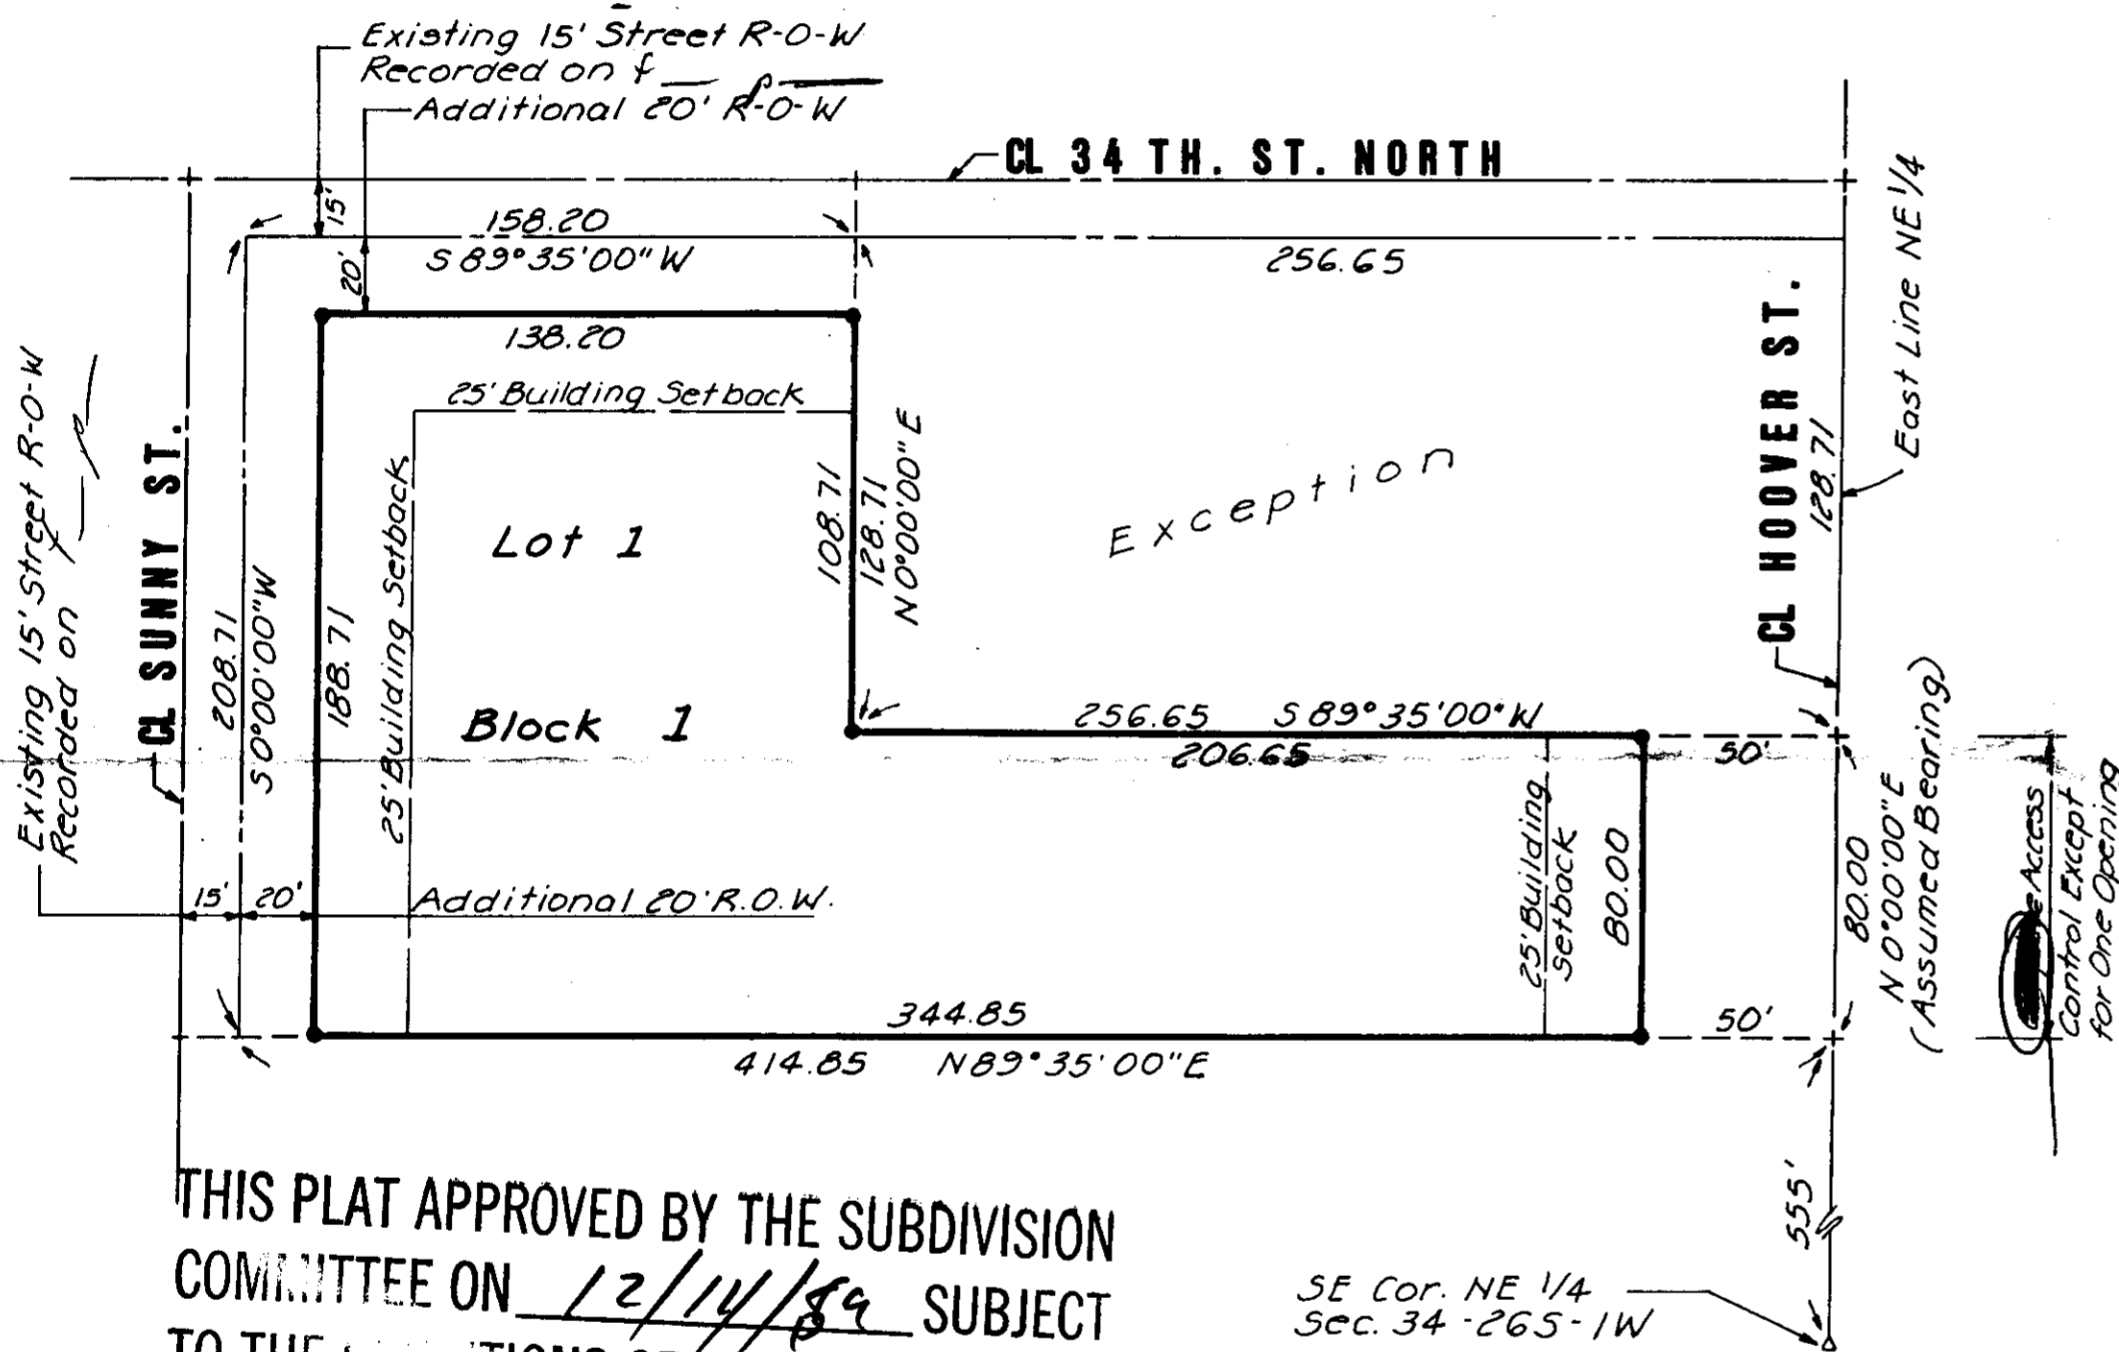 Existing 15' Street R-O-W
Recorded on
Additional 20' R-O-W
CL 34 TH. ST. NORTH
15'
158.20
S 89°35'00" W
20'
256.65
138.20
25' Building Setback
East Line NE 1/4
Existing 15' Street R-O-W
Recorded on
CL SUNNY ST.
208.71
S 0°00'00" W
188.71
25' Building Setback
Lot 1
Block 1
108.71
128.71
N 0°00'00" E
Exception
CL HOOVER ST.
128.71
256.65 S 89°35'00" W
206.65
50'
15' 20'
Additional 20' R.O.W.
25' Building
setback
80.00
80.00
N 0°00'00" E
(Assumed Bearing)
Access
Control Except
for One Opening
344.85
50'
414.85 N 89°35'00" E
555'
THIS PLAT APPROVED BY THE SUBDIVISION
COMMITTEE ON 12/14/89 SUBJECT
TO THE
SE Cor. NE 1/4
Sec. 34-26S-1W